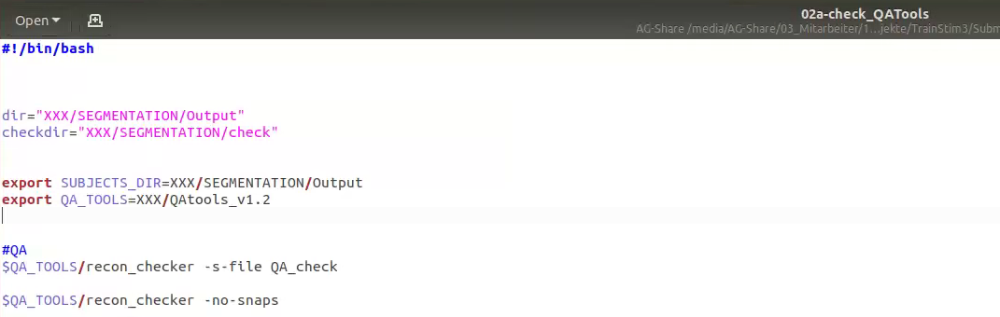 Open
02a-check_QATools
AG-Share /media/AG-Share/03_Mitarbeiter/1…jekte/TrainStim3/Subm
#!/bin/bash
dir="XXX/SEGMENTATION/Output"
checkdir="XXX/SEGMENTATION/check"
export SUBJECTS_DIR=XXX/SEGMENTATION/Output
export QA_TOOLS=XXX/QAtools_v1.2
#QA
$QA_TOOLS/recon_checker -s-file QA_check
$QA_TOOLS/recon_checker -no-snaps